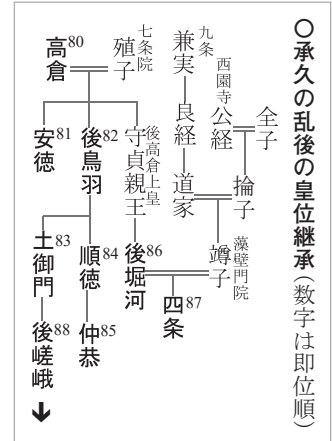 〇承久の乱後の皇位継承（数字は即位順）
全子
西園寺
公経
掄子
九条
兼実
良経
道家
藻壁門院
竴子
七条院
殖子
高倉80
後高倉上皇
守貞親王
後堀河86
四条87
後鳥羽82
安徳81
順徳84
仲恭85
土御門83
後嵯峨88